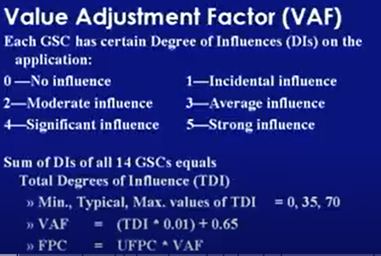 Value Adjustment Factor (VAF)
Each GSC has certain Degree of Influences (DIs) on the
application:
0—No influence 1—Incidental influence
2—Moderate influence 3—Average influence
4—Significant influence 5—Strong influence
Sum of DIs of all 14 GSCs equals
Total Degrees of Influence (TDI)
» Min., Typical, Max. values of TDI = 0, 35, 70
» VAF = (TDI * 0.01) + 0.65
» FPC = UFPC * VAF